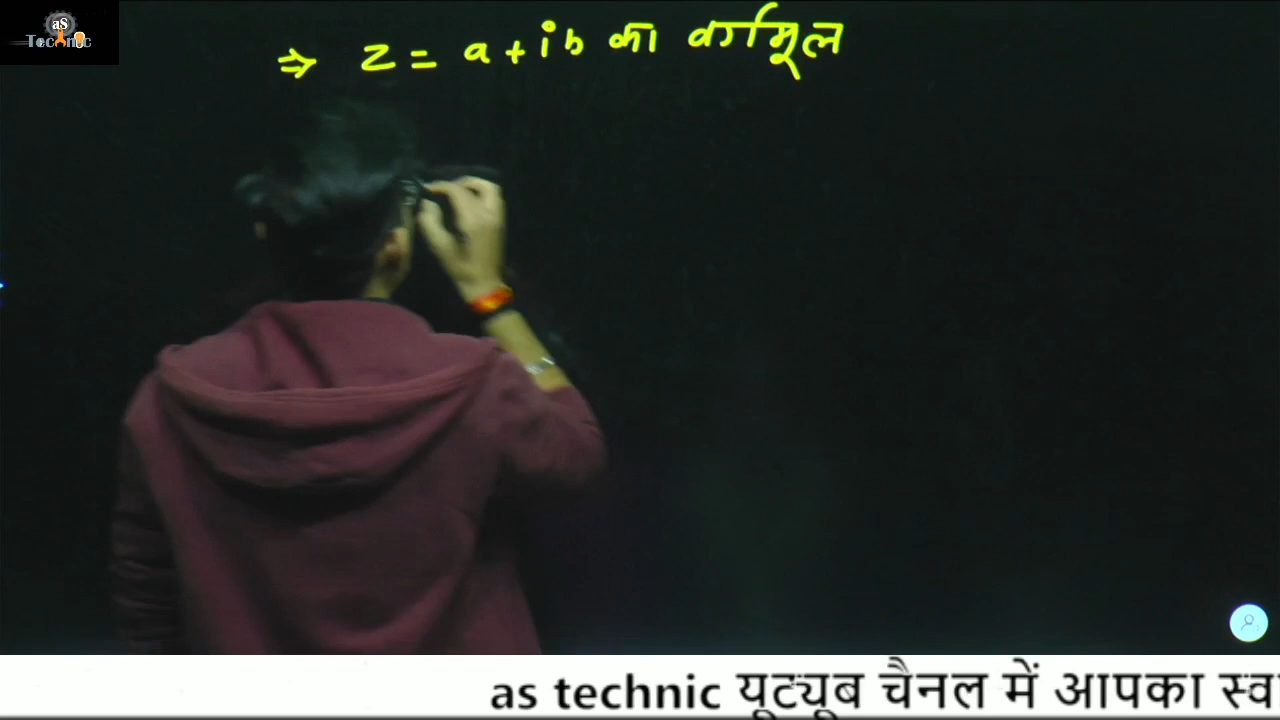 aS
Technic
⇒ z = a + ib का वर्गमूल
as technic यूट्यूब चैनल में आपका स्वा